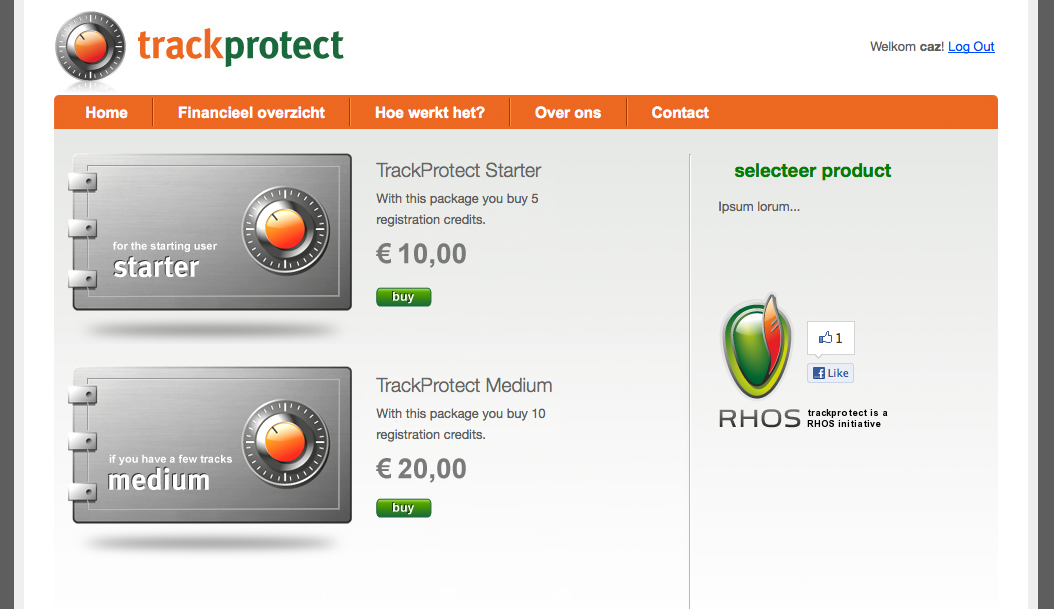 trackprotect
Welkom caz! Log Out
Home
Financieel overzicht
Hoe werkt het?
Over ons
Contact
for the starting user
starter
TrackProtect Starter
With this package you buy 5
registration credits.
€ 10,00
buy
if you have a few tracks
medium
TrackProtect Medium
With this package you buy 10
registration credits.
€ 20,00
buy
selecteer product
Ipsum lorum...
1
Like
RHOS
trackprotect is a
RHOS initiative